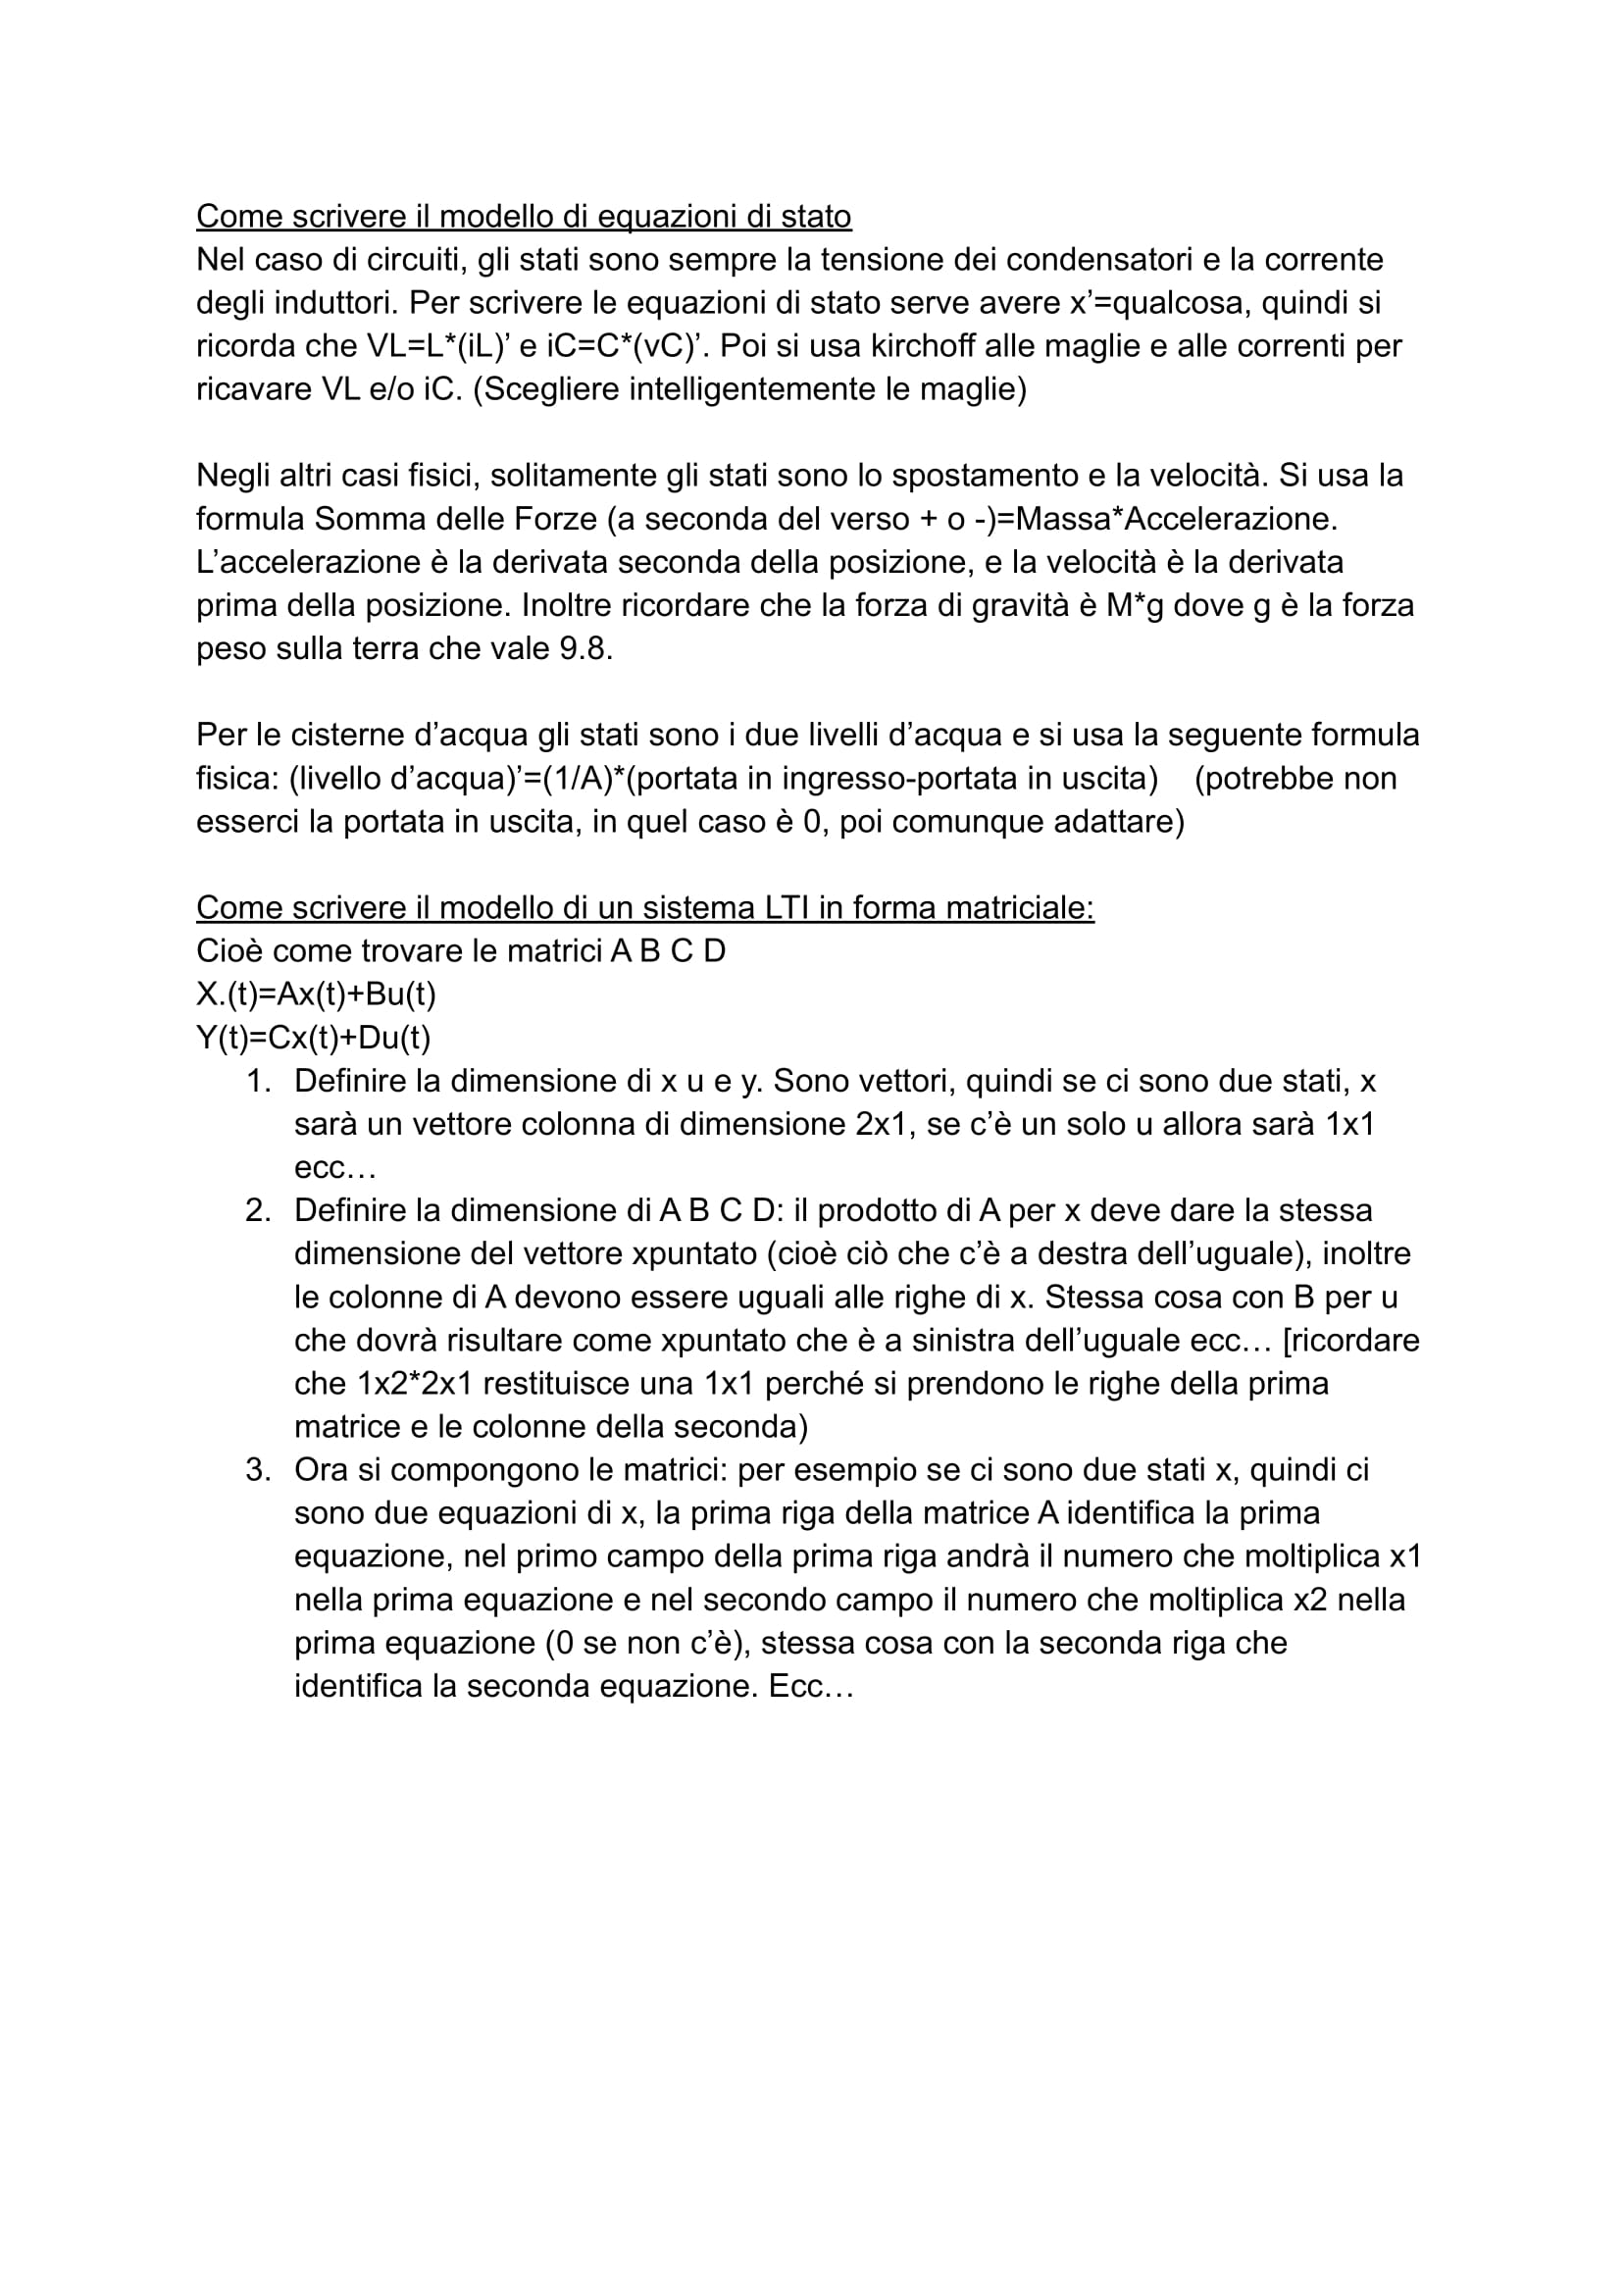 Come scrivere il modello di equazioni di stato
Nel caso di circuiti, gli stati sono sempre la tensione dei condensatori e la corrente
degli induttori. Per scrivere le equazioni di stato serve avere x’=qualcosa, quindi si
ricorda che VL=L*(iL)’ e iC=C*(vC)’. Poi si usa kirchoff alle maglie e alle correnti per
ricavare VL e/o iC. (Scegliere intelligentemente le maglie)
Negli altri casi fisici, solitamente gli stati sono lo spostamento e la velocità. Si usa la
formula Somma delle Forze (a seconda del verso + o -)=Massa*Accelerazione.
L’accelerazione è la derivata seconda della posizione, e la velocità è la derivata
prima della posizione. Inoltre ricordare che la forza di gravità è M*g dove g è la forza
peso sulla terra che vale 9.8.
Per le cisterne d’acqua gli stati sono i due livelli d’acqua e si usa la seguente formula
fisica: (livello d’acqua)’=(1/A)*(portata in ingresso-portata in uscita) (potrebbe non
esserci la portata in uscita, in quel caso è 0, poi comunque adattare)
Come scrivere il modello di un sistema LTI in forma matriciale:
Cioè come trovare le matrici A B C D
X.(t)=Ax(t)+Bu(t)
Y(t)=Cx(t)+Du(t)
1. Definire la dimensione di x u e y. Sono vettori, quindi se ci sono due stati, x
sarà un vettore colonna di dimensione 2x1, se c’è un solo u allora sarà 1x1
ecc…
2. Definire la dimensione di A B C D: il prodotto di A per x deve dare la stessa
dimensione del vettore xpuntato (cioè ciò che c’è a destra dell’uguale), inoltre
le colonne di A devono essere uguali alle righe di x. Stessa cosa con B per u
che dovrà risultare come xpuntato che è a sinistra dell’uguale ecc… [ricordare
che 1x2*2x1 restituisce una 1x1 perché si prendono le righe della prima
matrice e le colonne della seconda)
3. Ora si compongono le matrici: per esempio se ci sono due stati x, quindi ci
sono due equazioni di x, la prima riga della matrice A identifica la prima
equazione, nel primo campo della prima riga andrà il numero che moltiplica x1
nella prima equazione e nel secondo campo il numero che moltiplica x2 nella
prima equazione (0 se non c’è), stessa cosa con la seconda riga che
identifica la seconda equazione. Ecc…